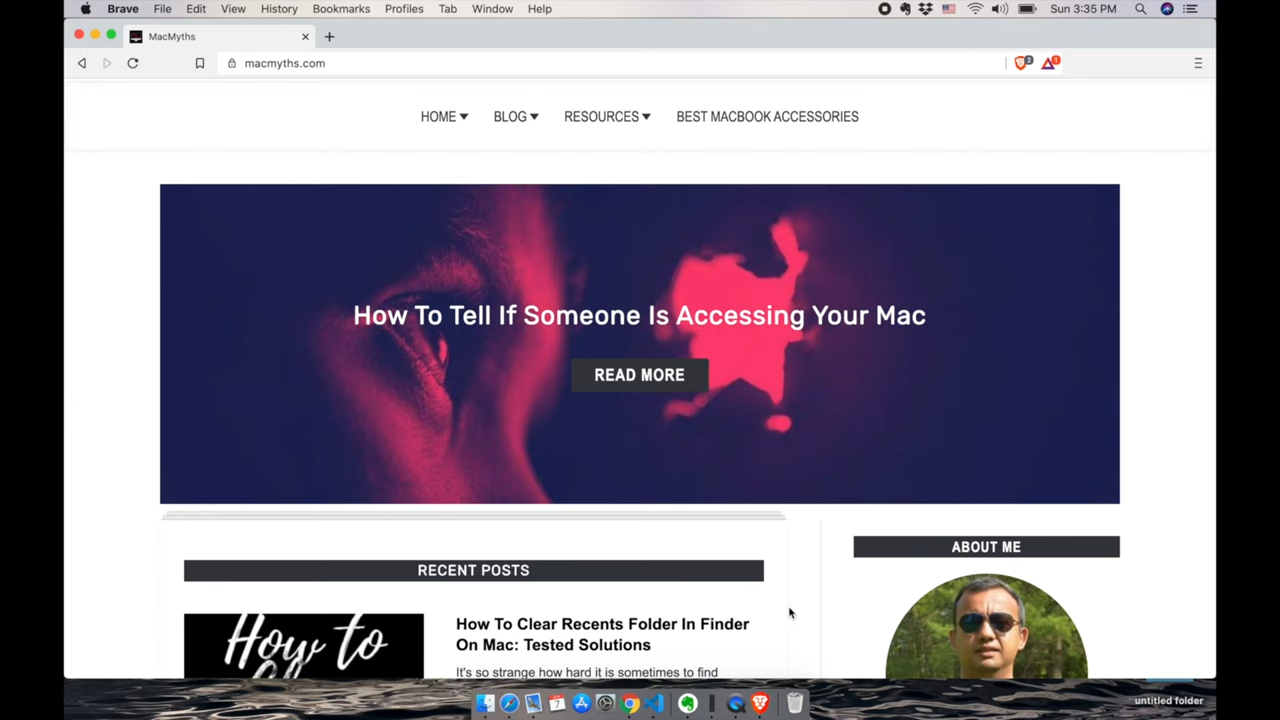 Brave File Edit View History Bookmarks Profiles Tab Window Help Sun 3:35 PM
MacMyths
macmyths.com 2 1
HOME BLOG RESOURCES BEST MACBOOK ACCESSORIES
How To Tell If Someone Is Accessing Your Mac
READ MORE
ABOUT ME
RECENT POSTS
How to
How To Clear Recents Folder In Finder
On Mac: Tested Solutions
It's so strange how hard it is sometimes to find
7
untitled folder